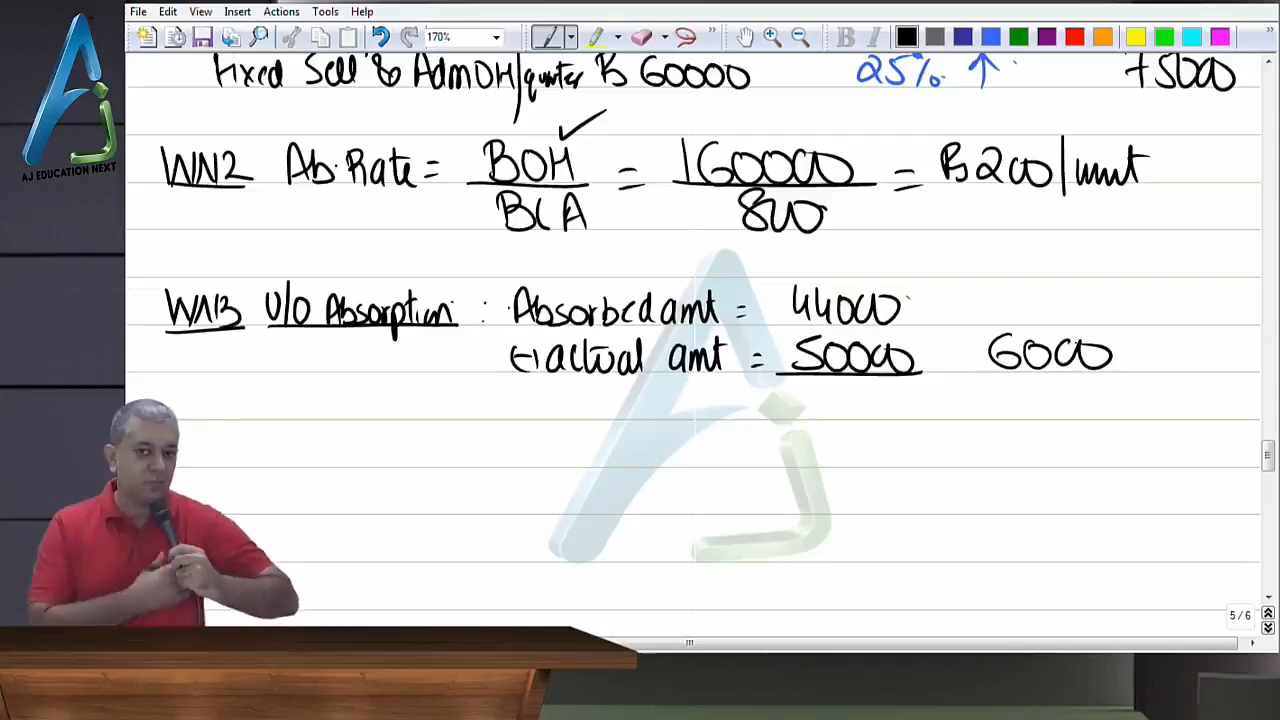 File Edit View Insert Actions Tools Help
170%
B I
AJ EDUCATION NEXT
Fixed Sell & Adm OH/quarter ₨ 60000 25% ↑ 75000
WN2 Ab. Rate = BOH = 160000 = ₨ 200/unit
BCA 800
WN3 U/O Absorption : Absorbed amt = 44000
(-) actual amt = 50000 6000
5 / 6